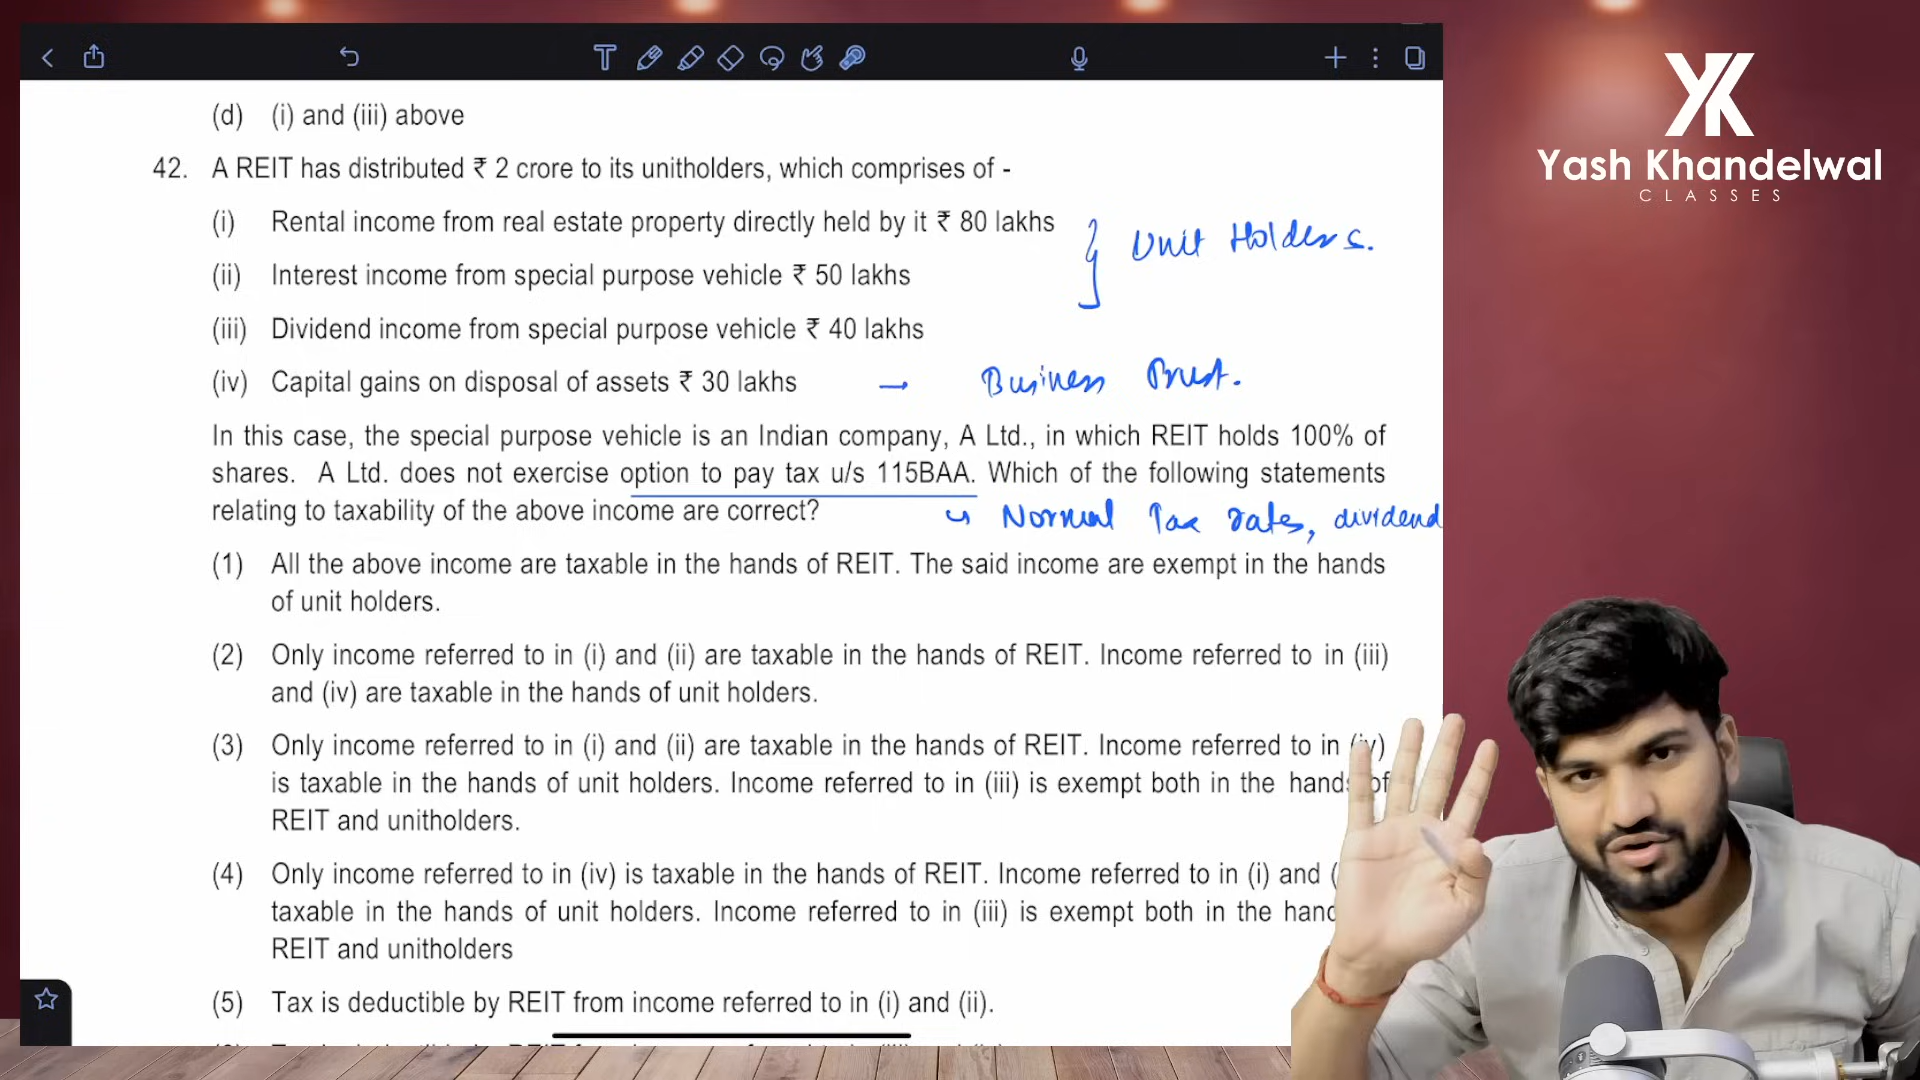 (d) (i) and (iii) above
42. A REIT has distributed ₹ 2 crore to its unitholders, which comprises of -
(i) Rental income from real estate property directly held by it ₹ 80 lakhs
Unit Holders.
(ii) Interest income from special purpose vehicle ₹ 50 lakhs
(iii) Dividend income from special purpose vehicle ₹ 40 lakhs
(iv) Capital gains on disposal of assets ₹ 30 lakhs → Business Trust.
In this case, the special purpose vehicle is an Indian company, A Ltd., in which REIT holds 100% of
shares. A Ltd. does not exercise option to pay tax u/s 115BAA. Which of the following statements
relating to taxability of the above income are correct?
↳ Normal Tax rates, dividend
(1) All the above income are taxable in the hands of REIT. The said income are exempt in the hands
of unit holders.
(2) Only income referred to in (i) and (ii) are taxable in the hands of REIT. Income referred to in (iii)
and (iv) are taxable in the hands of unit holders.
(3) Only income referred to in (i) and (ii) are taxable in the hands of REIT. Income referred to in (iv)
is taxable in the hands of unit holders. Income referred to in (iii) is exempt both in the hands of
REIT and unitholders.
(4) Only income referred to in (iv) is taxable in the hands of REIT. Income referred to in (i) and
taxable in the hands of unit holders. Income referred to in (iii) is exempt both in the
REIT and unitholders
(5) Tax is deductible by REIT from income referred to in (i) and (ii).
YK
Yash Khandelwal
CLASSES